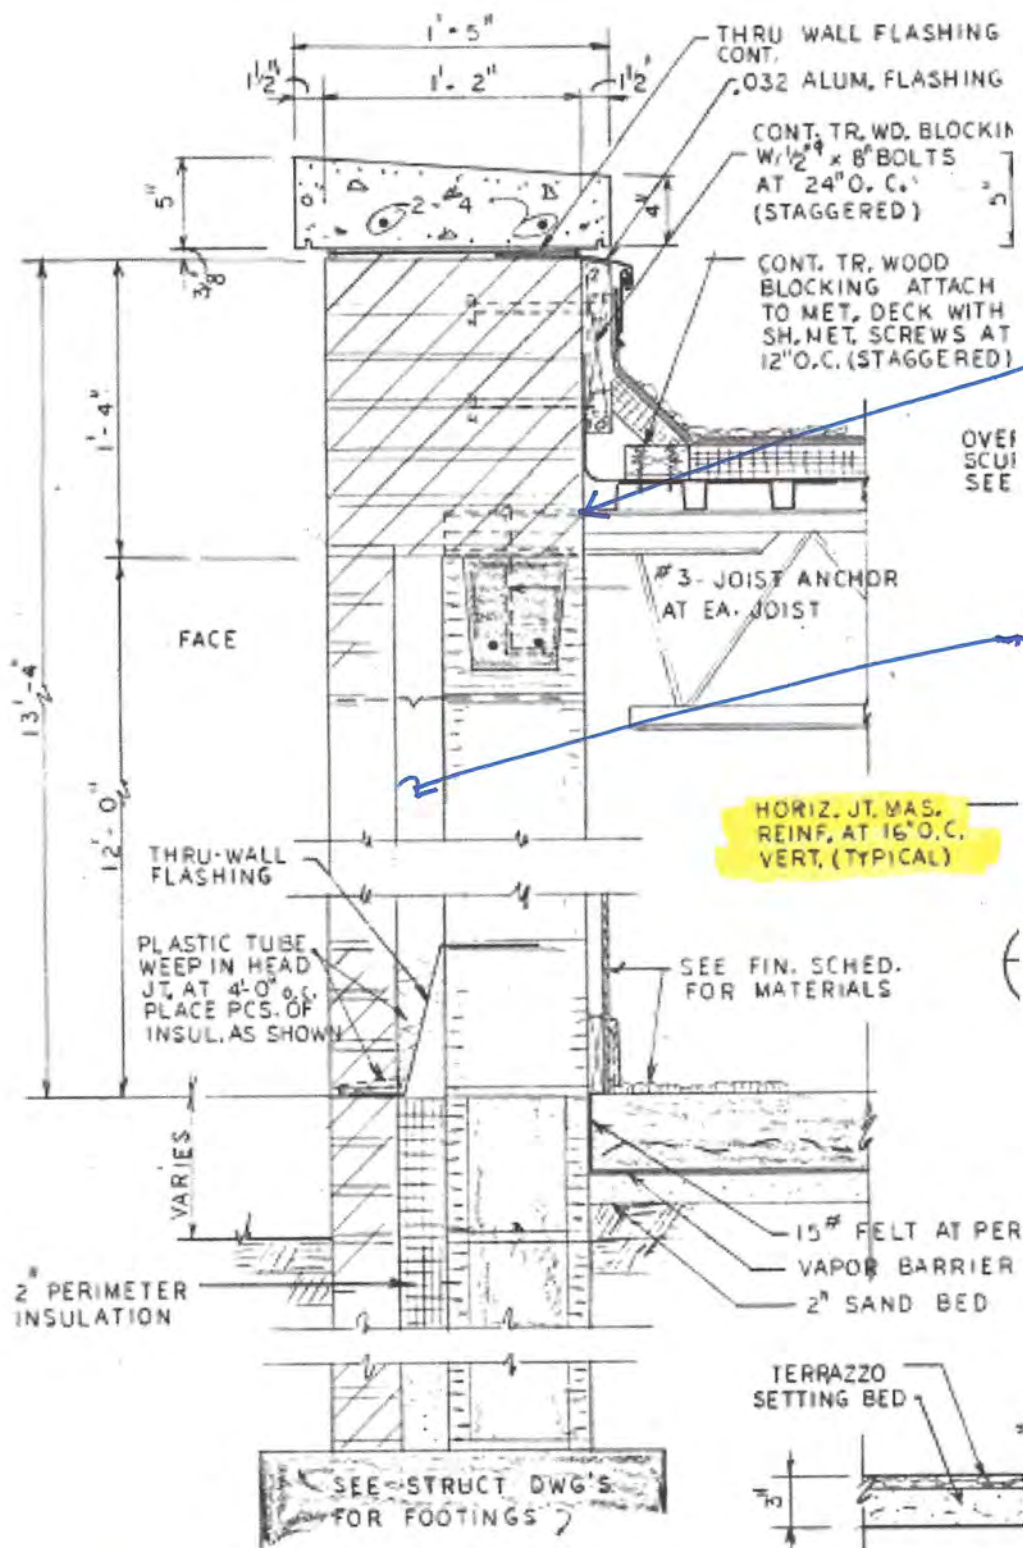 1'-5"
1½"
1'-2"
1½"
THRU WALL FLASHING
CONT.
.032 ALUM. FLASHING
CONT. TR. WD. BLOCKIN
W/ ½"ø x 8" BOLTS
AT 24" O.C.
(STAGGERED)
5"
5"
2-#4
4"
3/8"
CONT. TR. WOOD
BLOCKING ATTACH
TO MET. DECK WITH
SH. MET. SCREWS AT
12" O.C. (STAGGERED)
1'-4"
OVER
SCUI
SEE
#3-JOIST ANCHOR
AT EA. JOIST
FACE
13'-4"
12'-0"
HORIZ. JT. MAS.
REINF. AT 16" O.C.
VERT. (TYPICAL)
THRU-WALL
FLASHING
PLASTIC TUBE
WEEP IN HEAD
JT. AT 4'-0" o.c.
PLACE PCS. OF
INSUL. AS SHOWN
SEE FIN. SCHED.
FOR MATERIALS
VARIES
15# FELT AT PER
VAPOR BARRIER
2" SAND BED
2" PERIMETER
INSULATION
TERRAZZO
SETTING BED
3"
SEE STRUCT DWG'S
FOR FOOTINGS